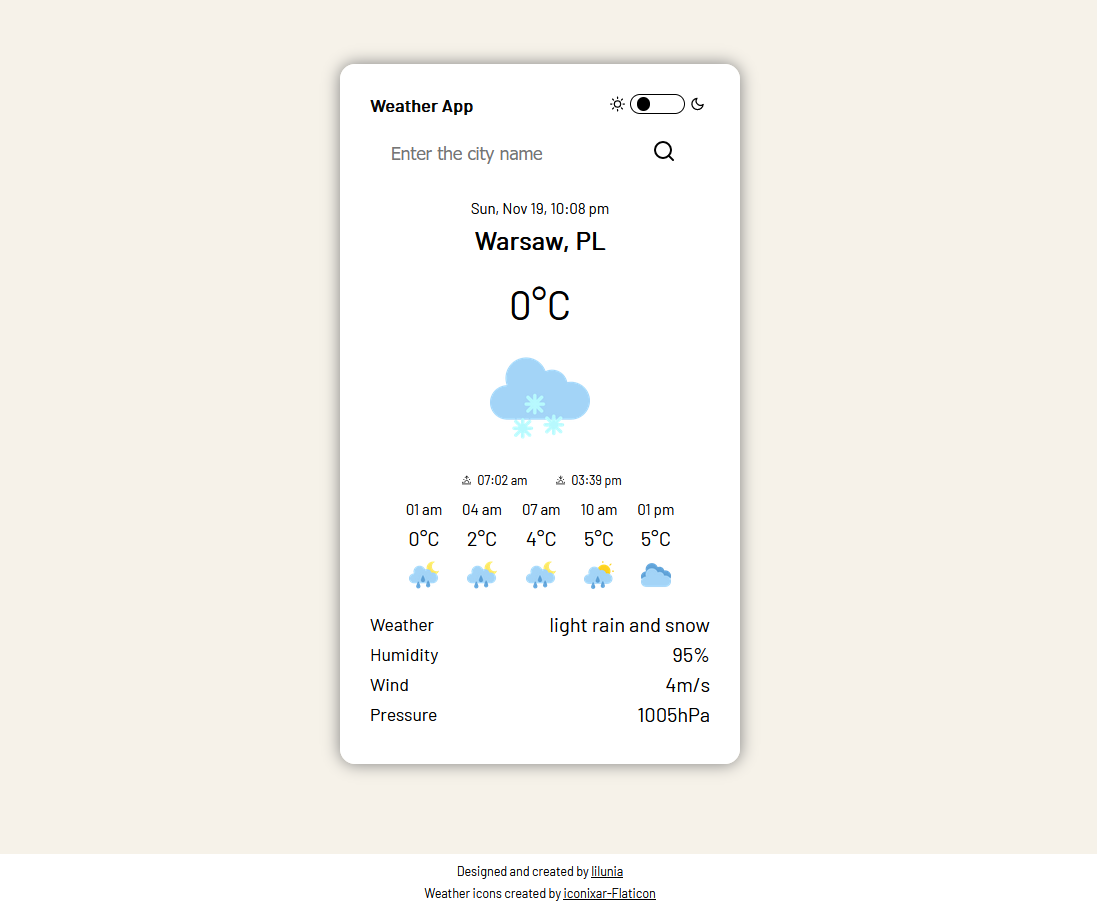 Weather App
Enter the city name
Sun, Nov 19, 10:08 pm
Warsaw, PL
0°C
07:02 am 03:39 pm
01 am 04 am 07 am 10 am 01 pm
0°C 2°C 4°C 5°C 5°C
Weather light rain and snow
Humidity 95%
Wind 4m/s
Pressure 1005hPa
Designed and created by lilunia
Weather icons created by iconixar-Flaticon